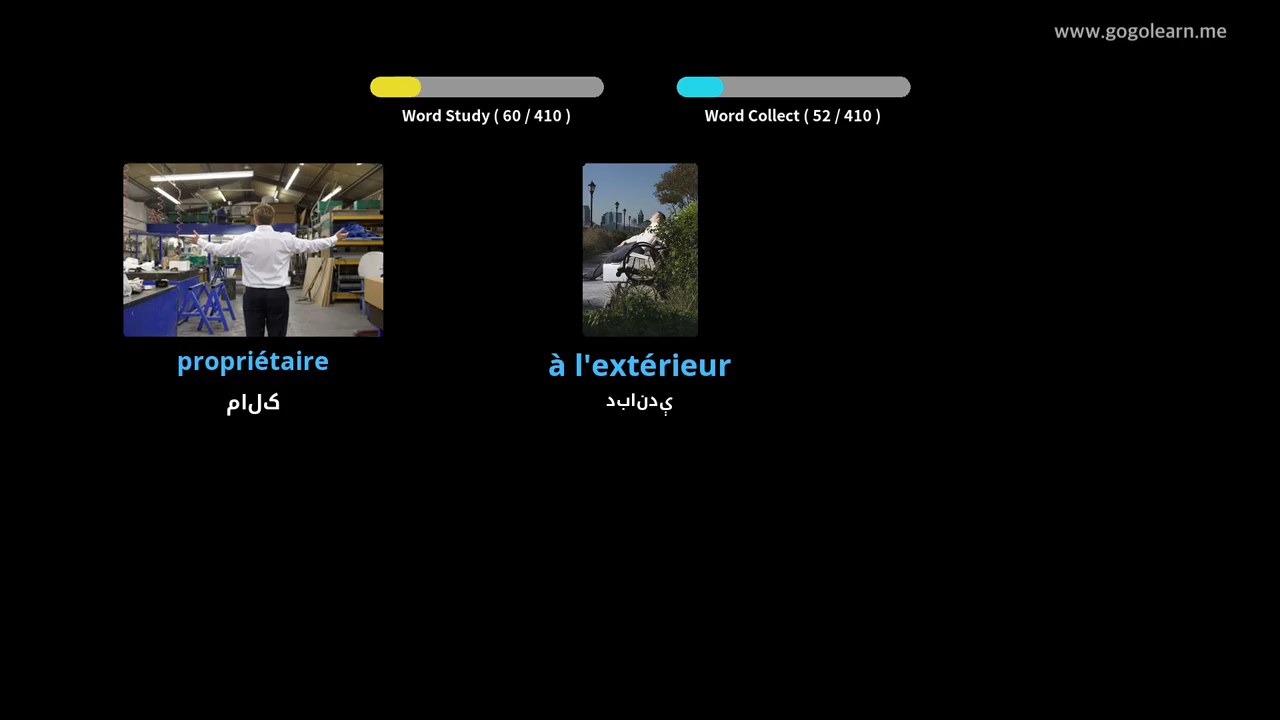 www.gogolearn.me
Word Study ( 60 / 410 )
Word Collect ( 52 / 410 )
propriétaire
مالک
à l'extérieur
دباندې